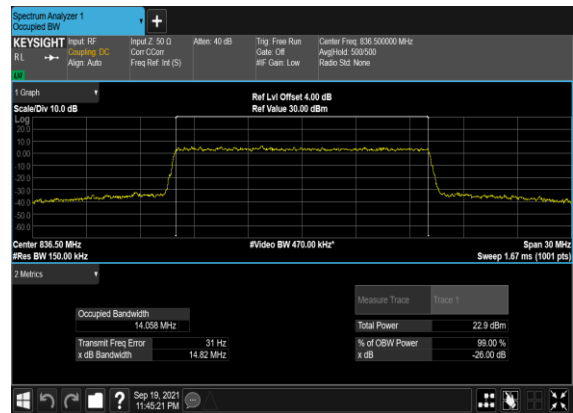 Spectrum Analyzer 1
Occupied BW
KEYSIGHT Input: RF Input Z: 50 Ω Atten: 40 dB Trig: Free Run Center Freq: 836.500000 MHz
RL Coupling: DC Corr CCorr Gate: Off Avg|Hold: 500/500
Align: Auto Freq Ref: Int (S) #IF Gain: Low Radio Std: None
1 Graph
Ref Lvl Offset 4.00 dB
Scale/Div 10.0 dB Ref Value 30.00 dBm
Log
20.0
10.0
0.00
-10.0
-20.0
-30.0
-40.0
-50.0
-60.0
Center 836.50 MHz #Video BW 470.00 kHz* Span 30 MHz
#Res BW 150.00 kHz Sweep 1.67 ms (1001 pts)
2 Metrics
Measure Trace Trace 1
Occupied Bandwidth
14.058 MHz Total Power 22.9 dBm
Transmit Freq Error 31 Hz % of OBW Power 99.00 %
x dB Bandwidth 14.82 MHz x dB -26.00 dB
? Sep 19, 2021
11:45:21 PM